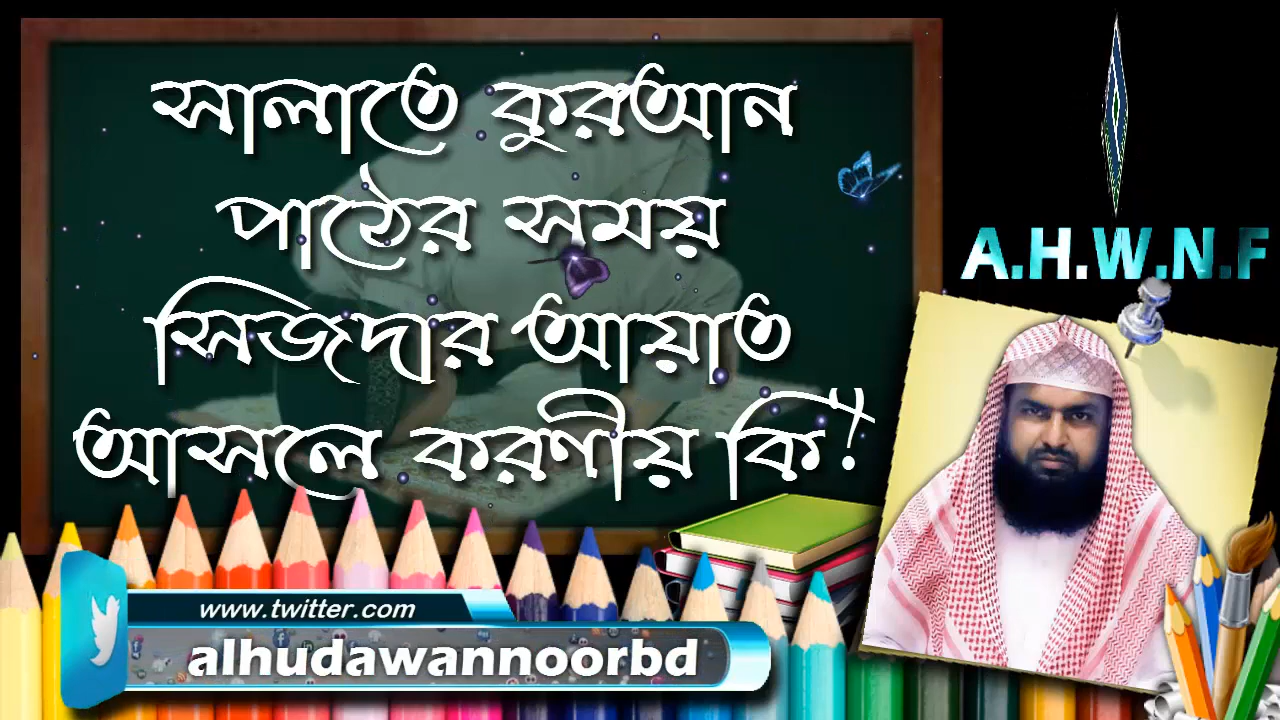 সালাতে কুরআন
পাঠের সময়
সিজদার আয়াত
আসলে করণীয় কি?
A.H.W.N.F
www.twitter.com
alhudawannoorbd